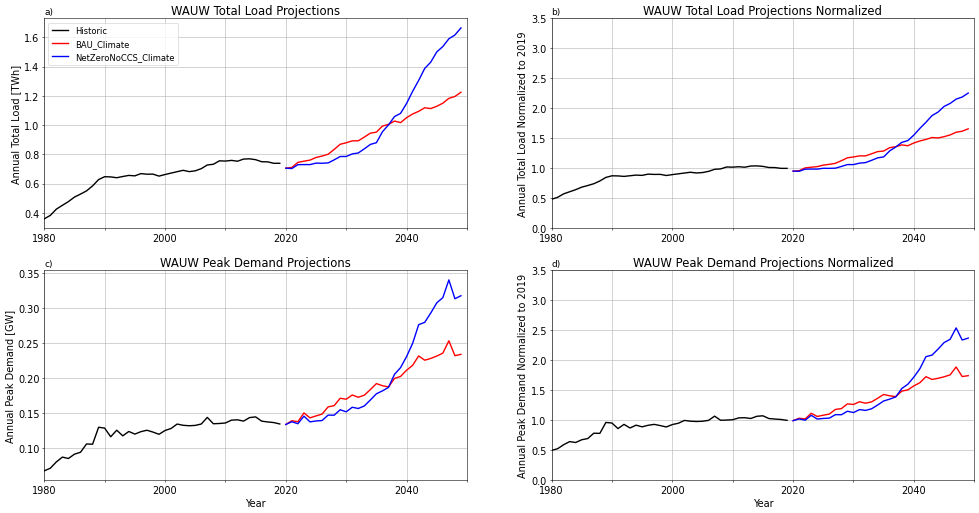 a)
WAUW Total Load Projections
Historic
BAU_Climate
NetZeroNoCCS_Climate
Annual Total Load [TWh]
1.6
1.4
1.2
1.0
0.8
0.6
0.4
1980
2000
2020
2040
b)
WAUW Total Load Projections Normalized
Annual Total Load Normalized to 2019
3.5
3.0
2.5
2.0
1.5
1.0
0.5
0.0
1980
2000
2020
2040
c)
WAUW Peak Demand Projections
Annual Peak Demand [GW]
0.35
0.30
0.25
0.20
0.15
0.10
1980
2000
2020
2040
Year
d)
WAUW Peak Demand Projections Normalized
Annual Peak Demand Normalized to 2019
3.5
3.0
2.5
2.0
1.5
1.0
0.5
0.0
1980
2000
2020
2040
Year